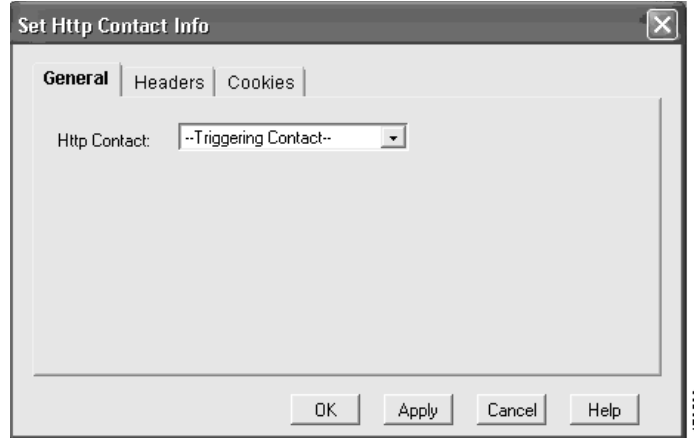 Set Http Contact Info
General Headers Cookies
Http Contact: --Triggering Contact--
OK Apply Cancel Help